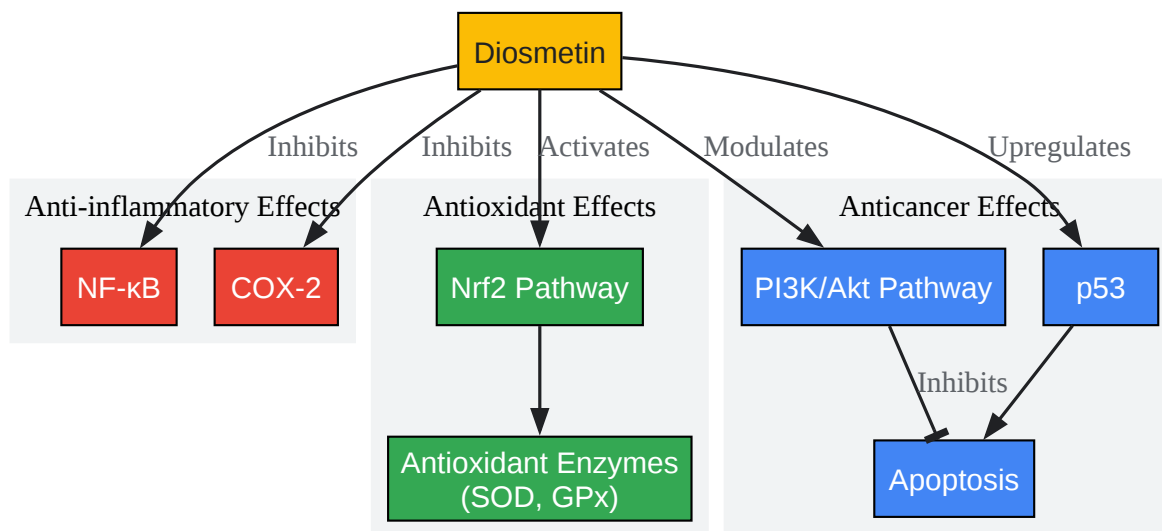 Diosmetin
Inhibits
Inhibits
Activates
Modulates
Upregulates
Anti-inflammatory Effects
Antioxidant Effects
Anticancer Effects
NF-κB
COX-2
Nrf2 Pathway
PI3K/Akt Pathway
p53
Inhibits
Antioxidant Enzymes
(SOD, GPx)
Apoptosis